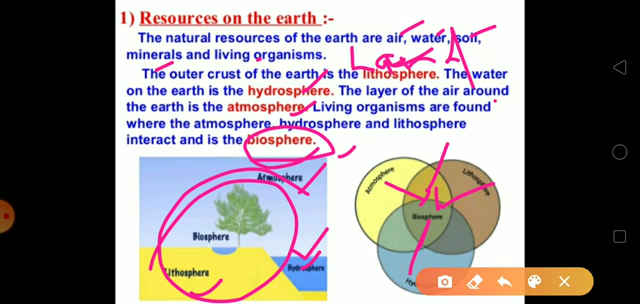 1) Resources on the earth :-
The natural resources of the earth are air, water, soil,
minerals and living organisms.
The outer crust of the earth is the lithosphere. The water
on the earth is the hydrosphere. The layer of the air around
the earth is the atmosphere. Living organisms are found
where the atmosphere, hydrosphere and lithosphere
interact and is the biosphere.
Atmosphere
Biosphere
Lithosphere
Hydrosphere
Atmosphere
Lithosphere
Biosphere